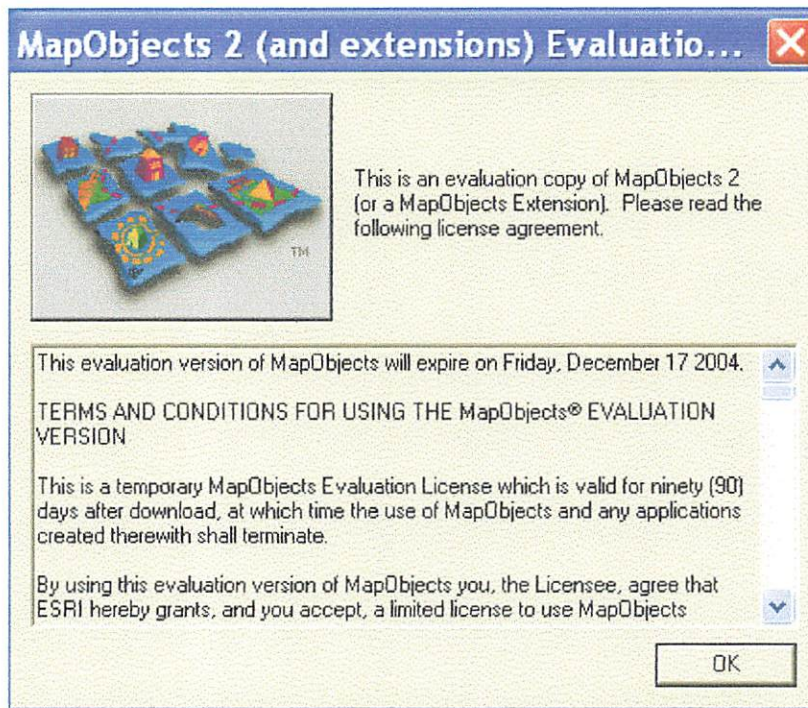 MapObjects 2 (and extensions) Evaluatio...
This is an evaluation copy of MapObjects 2
(or a MapObjects Extension). Please read the
following license agreement.
TM
This evaluation version of MapObjects will expire on Friday, December 17 2004.
TERMS AND CONDITIONS FOR USING THE MapObjects® EVALUATION
VERSION
This is a temporary MapObjects Evaluation License which is valid for ninety (90)
days after download, at which time the use of MapObjects and any applications
created therewith shall terminate.
By using this evaluation version of MapObjects you, the Licensee, agree that
ESRI hereby grants, and you accept, a limited license to use MapObjects
OK